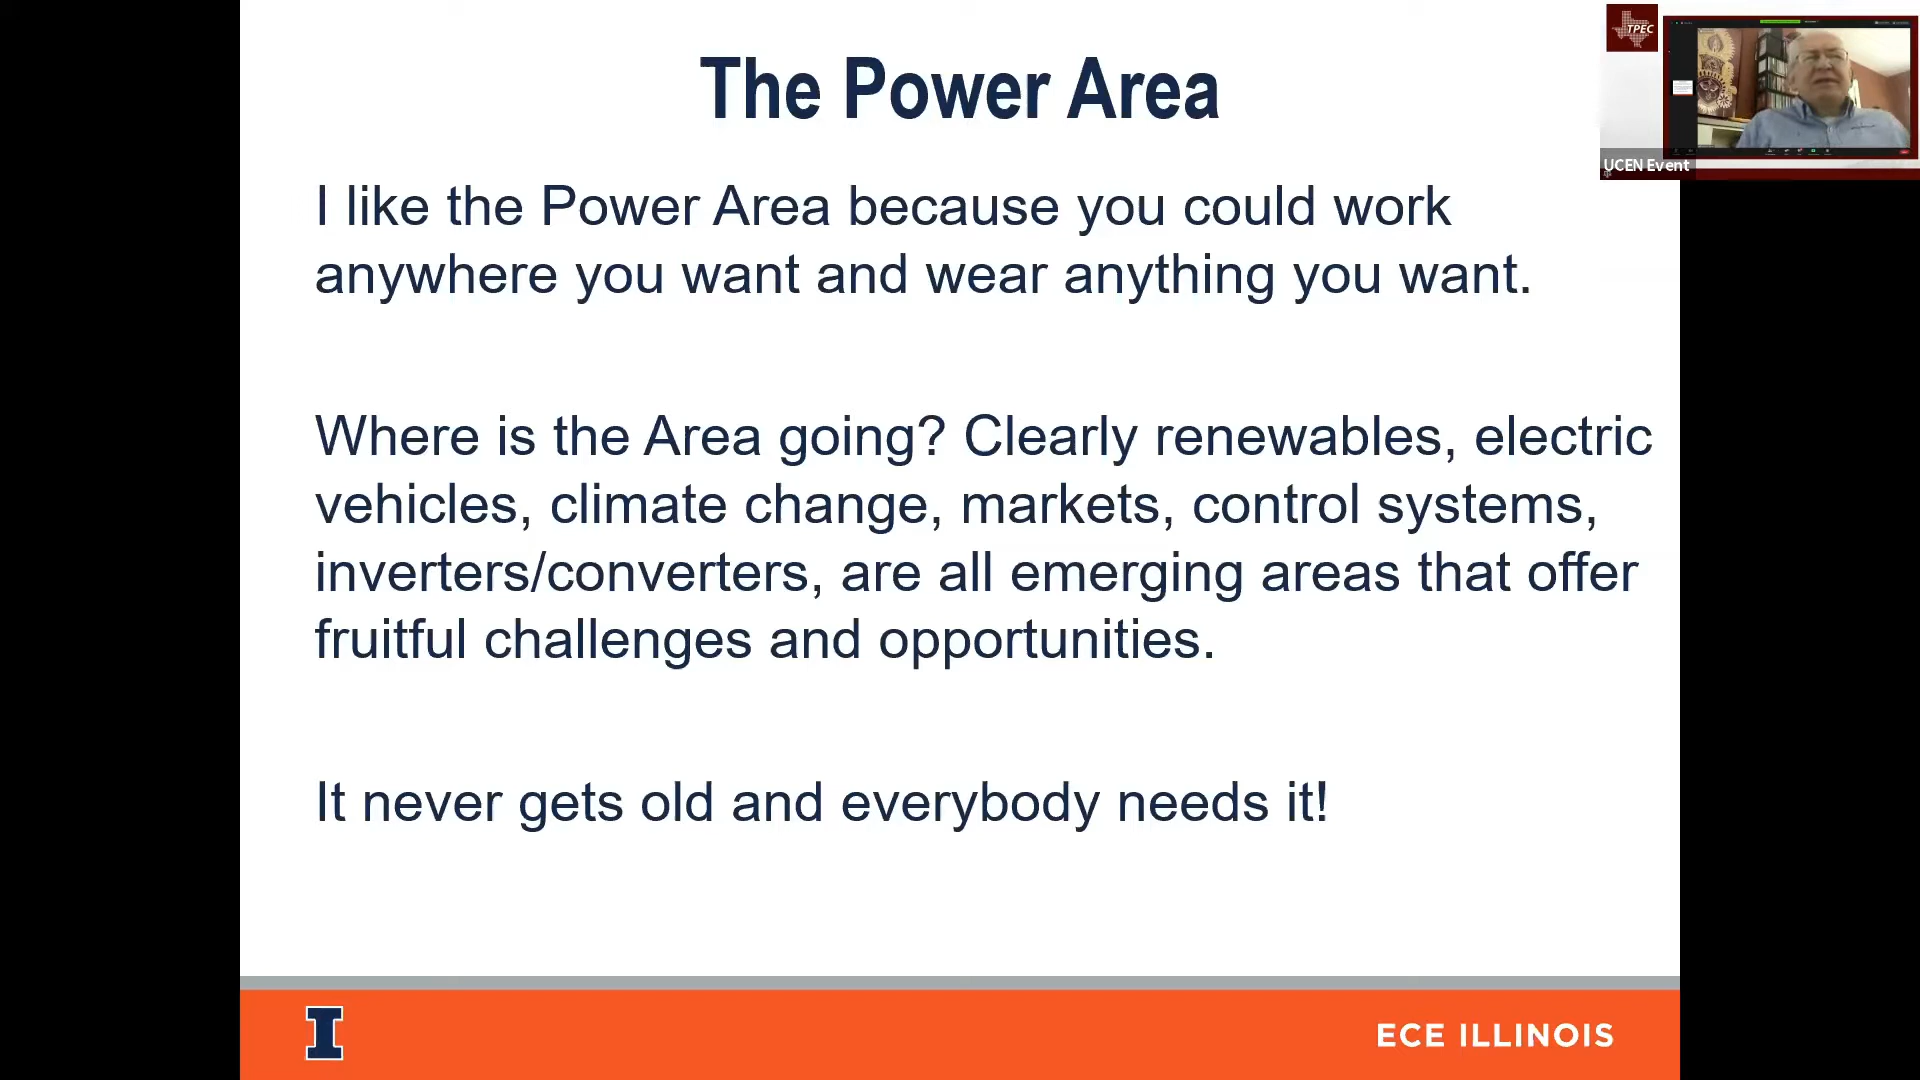 The Power Area
TPEC
UCEN Event
I like the Power Area because you could work
anywhere you want and wear anything you want.
Where is the Area going? Clearly renewables, electric
vehicles, climate change, markets, control systems,
inverters/converters, are all emerging areas that offer
fruitful challenges and opportunities.
It never gets old and everybody needs it!
I
ECE ILLINOIS